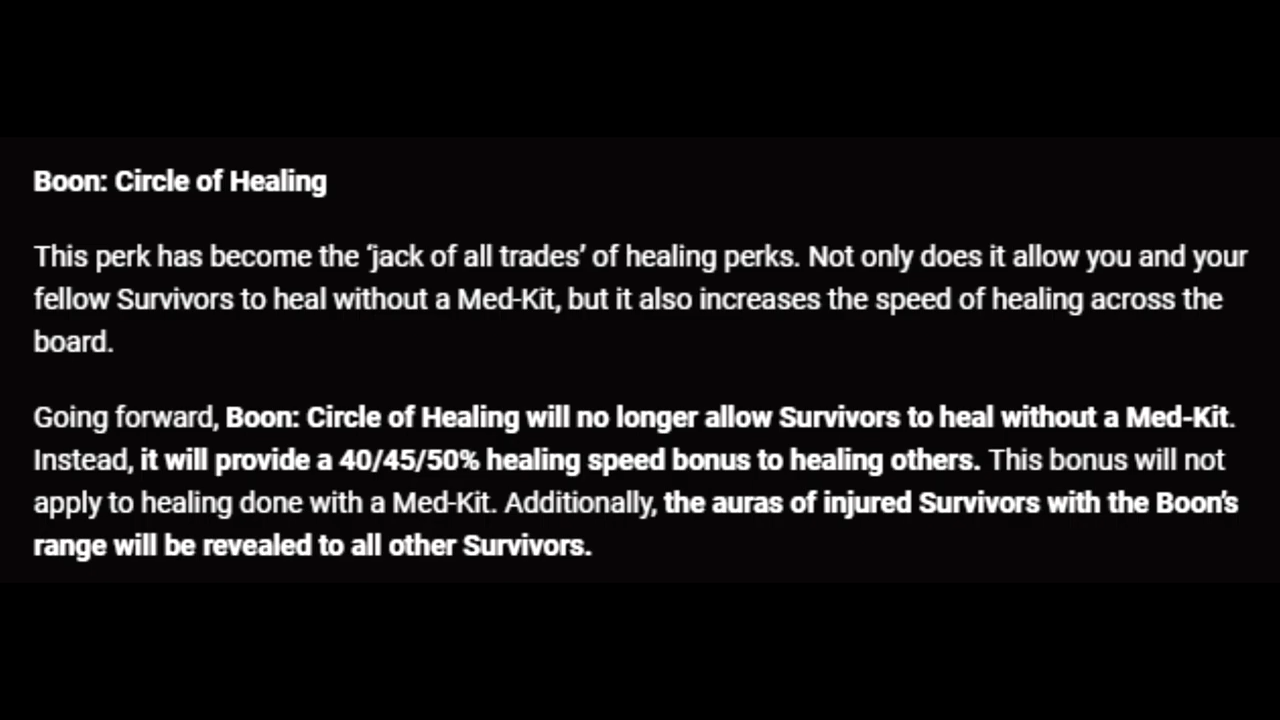 Boon: Circle of Healing
This perk has become the ‘jack of all trades’ of healing perks. Not only does it allow you and your
fellow Survivors to heal without a Med-Kit, but it also increases the speed of healing across the
board.
Going forward, Boon: Circle of Healing will no longer allow Survivors to heal without a Med-Kit.
Instead, it will provide a 40/45/50% healing speed bonus to healing others. This bonus will not
apply to healing done with a Med-Kit. Additionally, the auras of injured Survivors with the Boon’s
range will be revealed to all other Survivors.